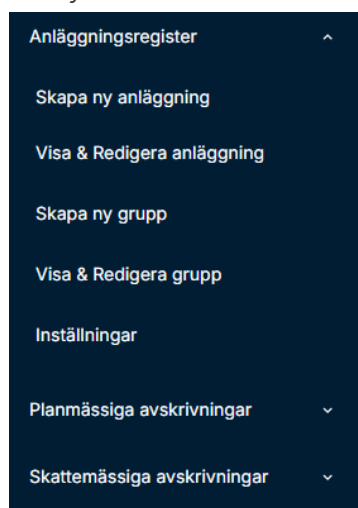 Anläggningsregister
Skapa ny anläggning
Visa & Redigera anläggning
Skapa ny grupp
Visa & Redigera grupp
Inställningar
Planmässiga avskrivningar
Skattemässiga avskrivningar